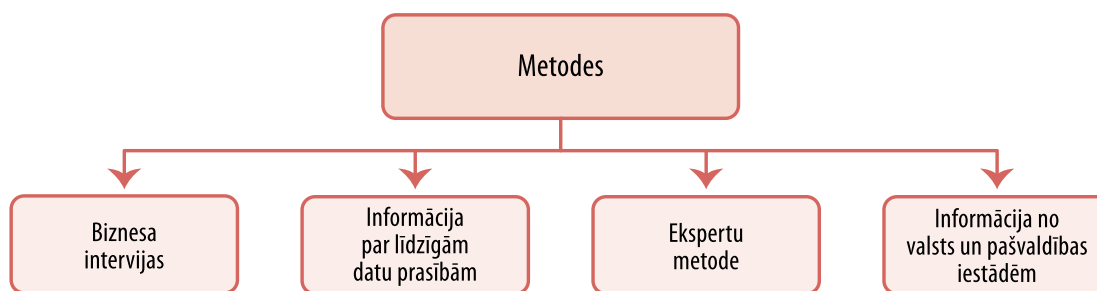 Metodes
Biznesa
intervijas
Informācija
par līdzīgām
datu prasībām
Ekspertu
metode
Informācija no
valsts un pašvaldības
iestādēm